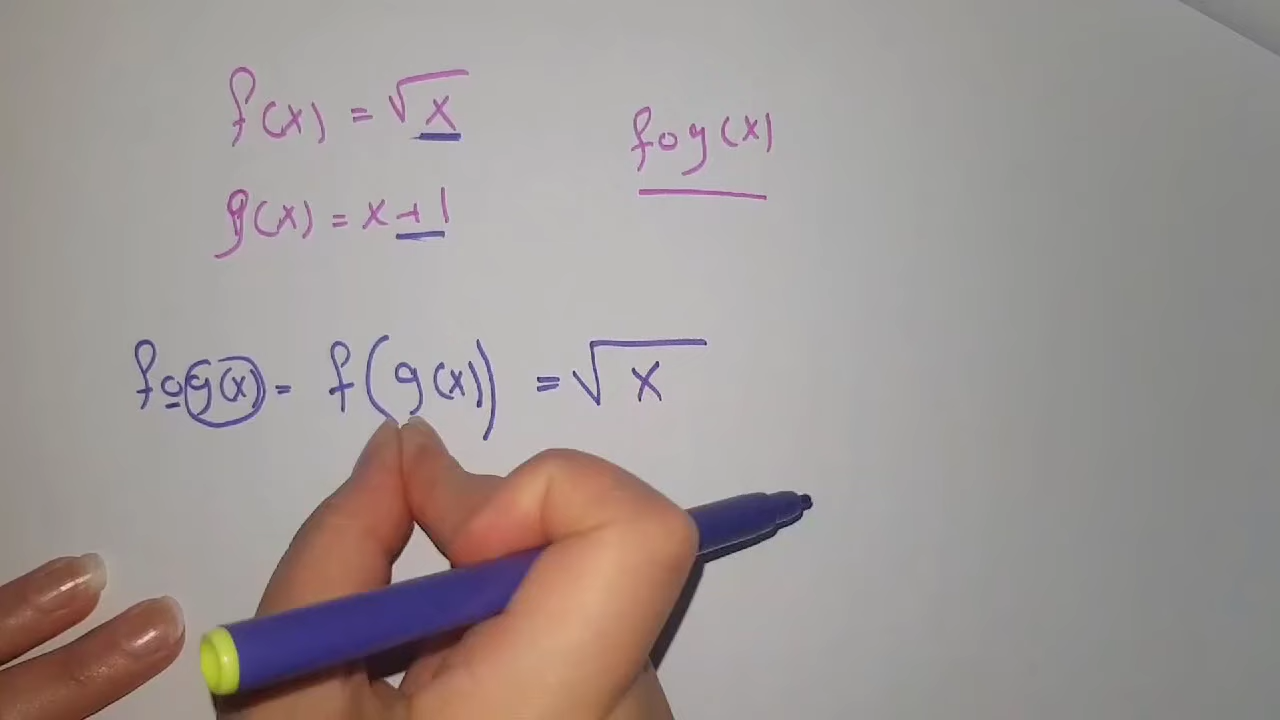 f(x) = √x
fog(x)
g(x) = x+1
fog(x) = f(g(x)) = √x